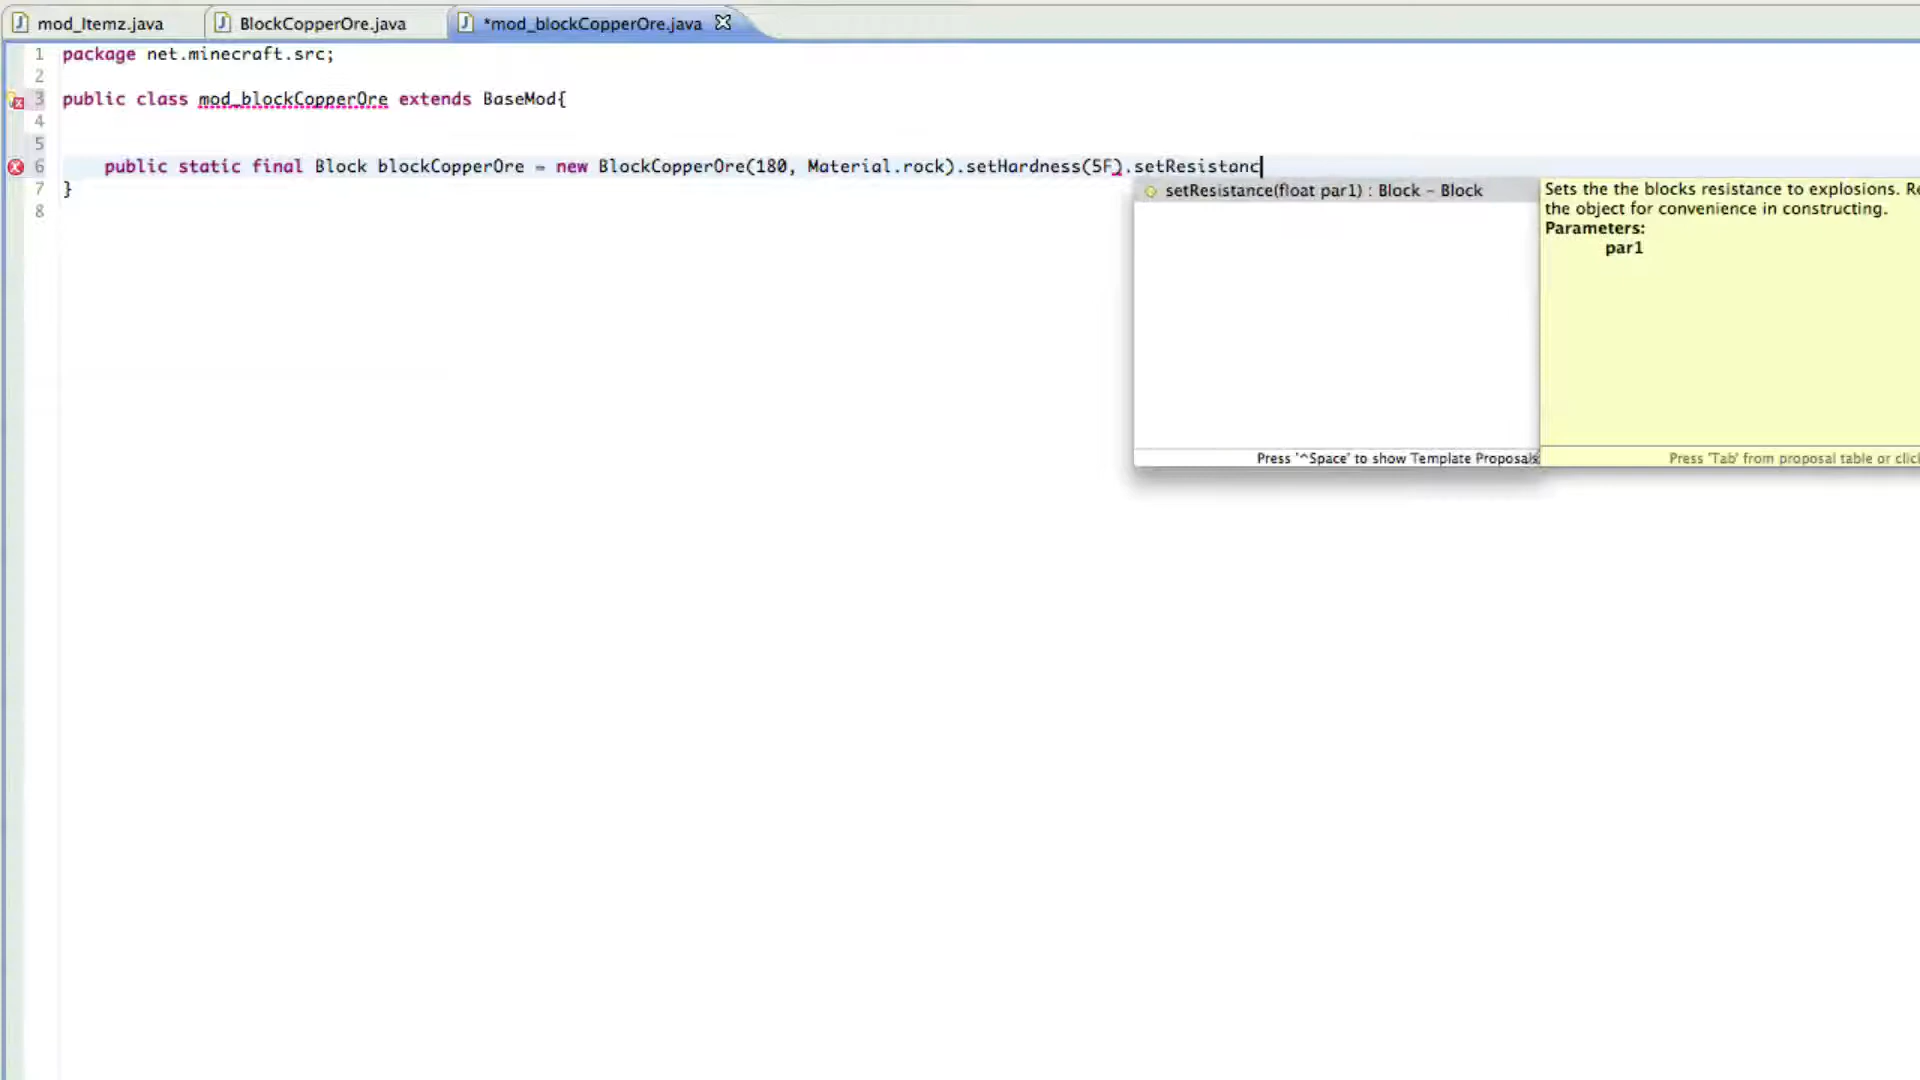 mod_Itemz.java BlockCopperOre.java *mod_blockCopperOre.java
1 package net.minecraft.src;
2
3 public class mod_blockCopperOre extends BaseMod{
4
5
6 public static final Block blockCopperOre = new BlockCopperOre(180, Material.rock).setHardness(5F).setResistanc
7 }
8
setResistance(float par1) : Block - Block
Press '^Space' to show Template Proposals
Sets the the blocks resistance to explosions. Re
the object for convenience in constructing.
Parameters:
par1
Press 'Tab' from proposal table or clic